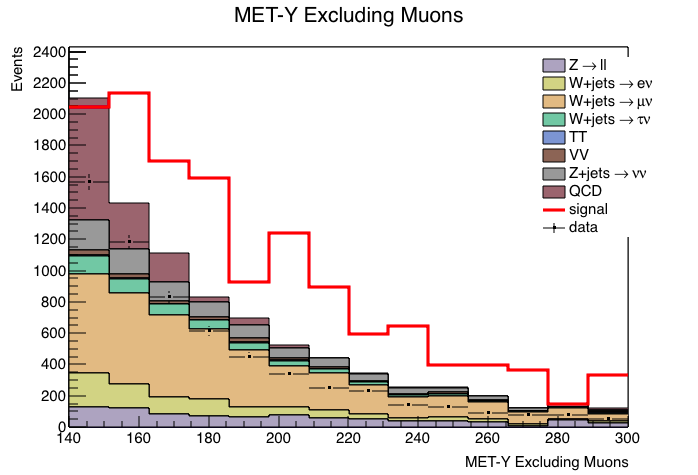 MET-Y Excluding Muons
Events
2400
2200
2000
1800
1600
1400
1200
1000
800
600
400
200
0
Z → ll
W+jets → eν
W+jets → μν
W+jets → τν
TT
VV
Z+jets → νν
QCD
signal
data
140 160 180 200 220 240 260 280 300
MET-Y Excluding Muons